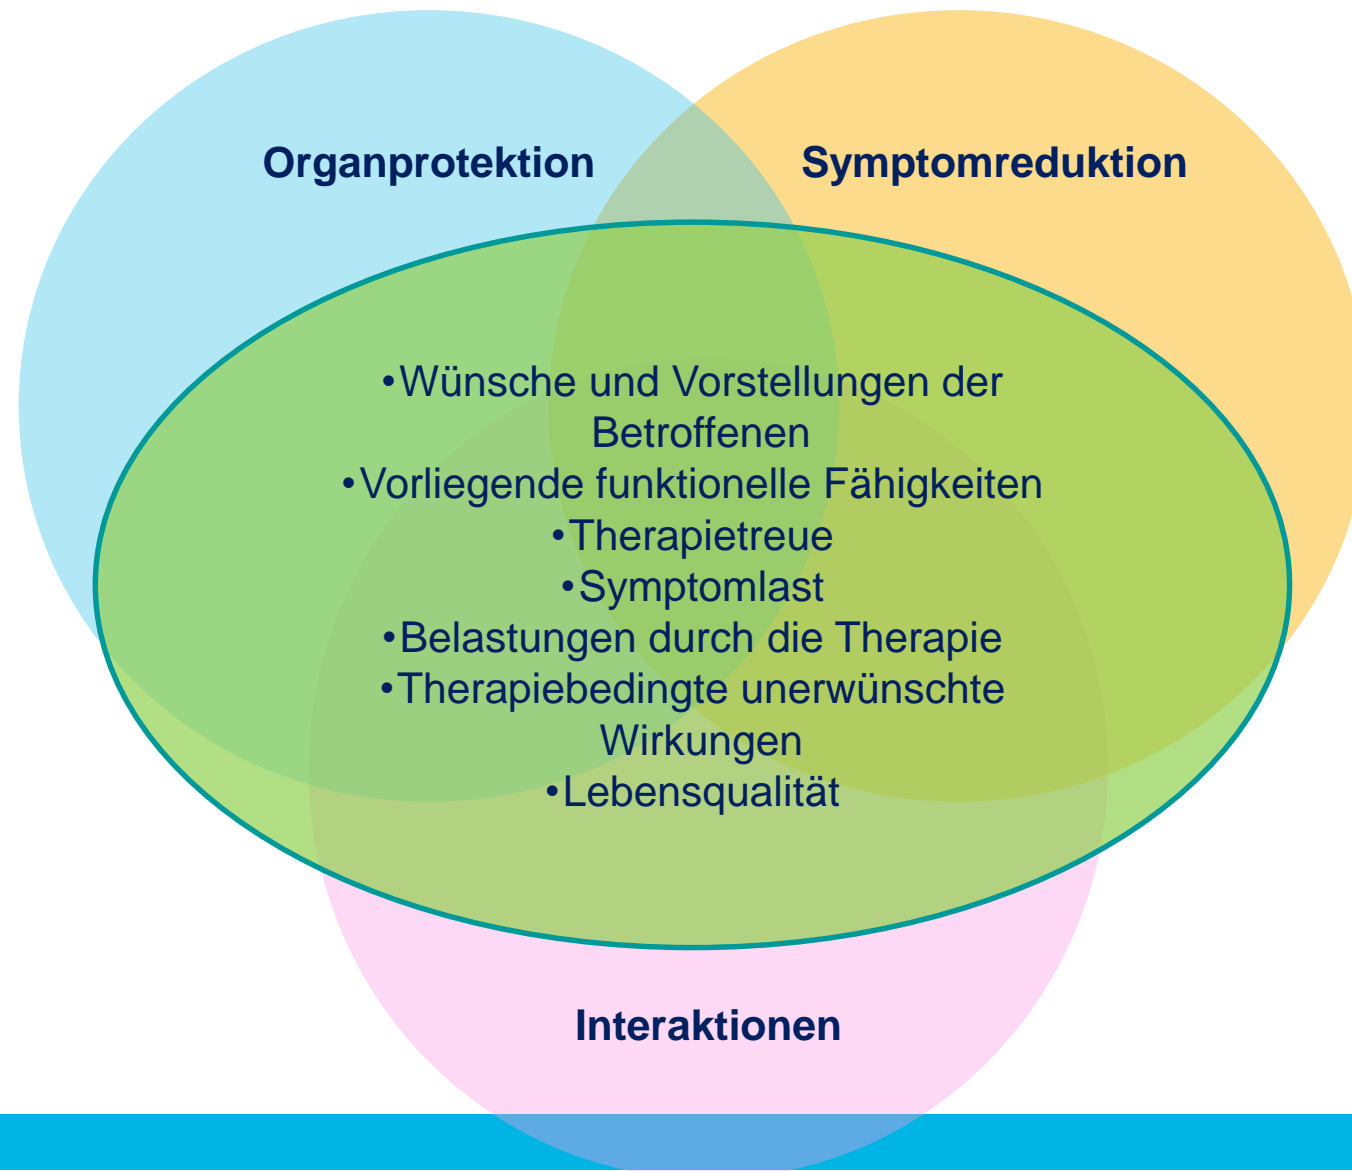 Organprotektion
Symptomreduktion
•Wünsche und Vorstellungen der
Betroffenen
•Vorliegende funktionelle Fähigkeiten
•Therapietreue
•Symptomlast
•Belastungen durch die Therapie
•Therapiebedingte unerwünschte
Wirkungen
•Lebensqualität
Interaktionen